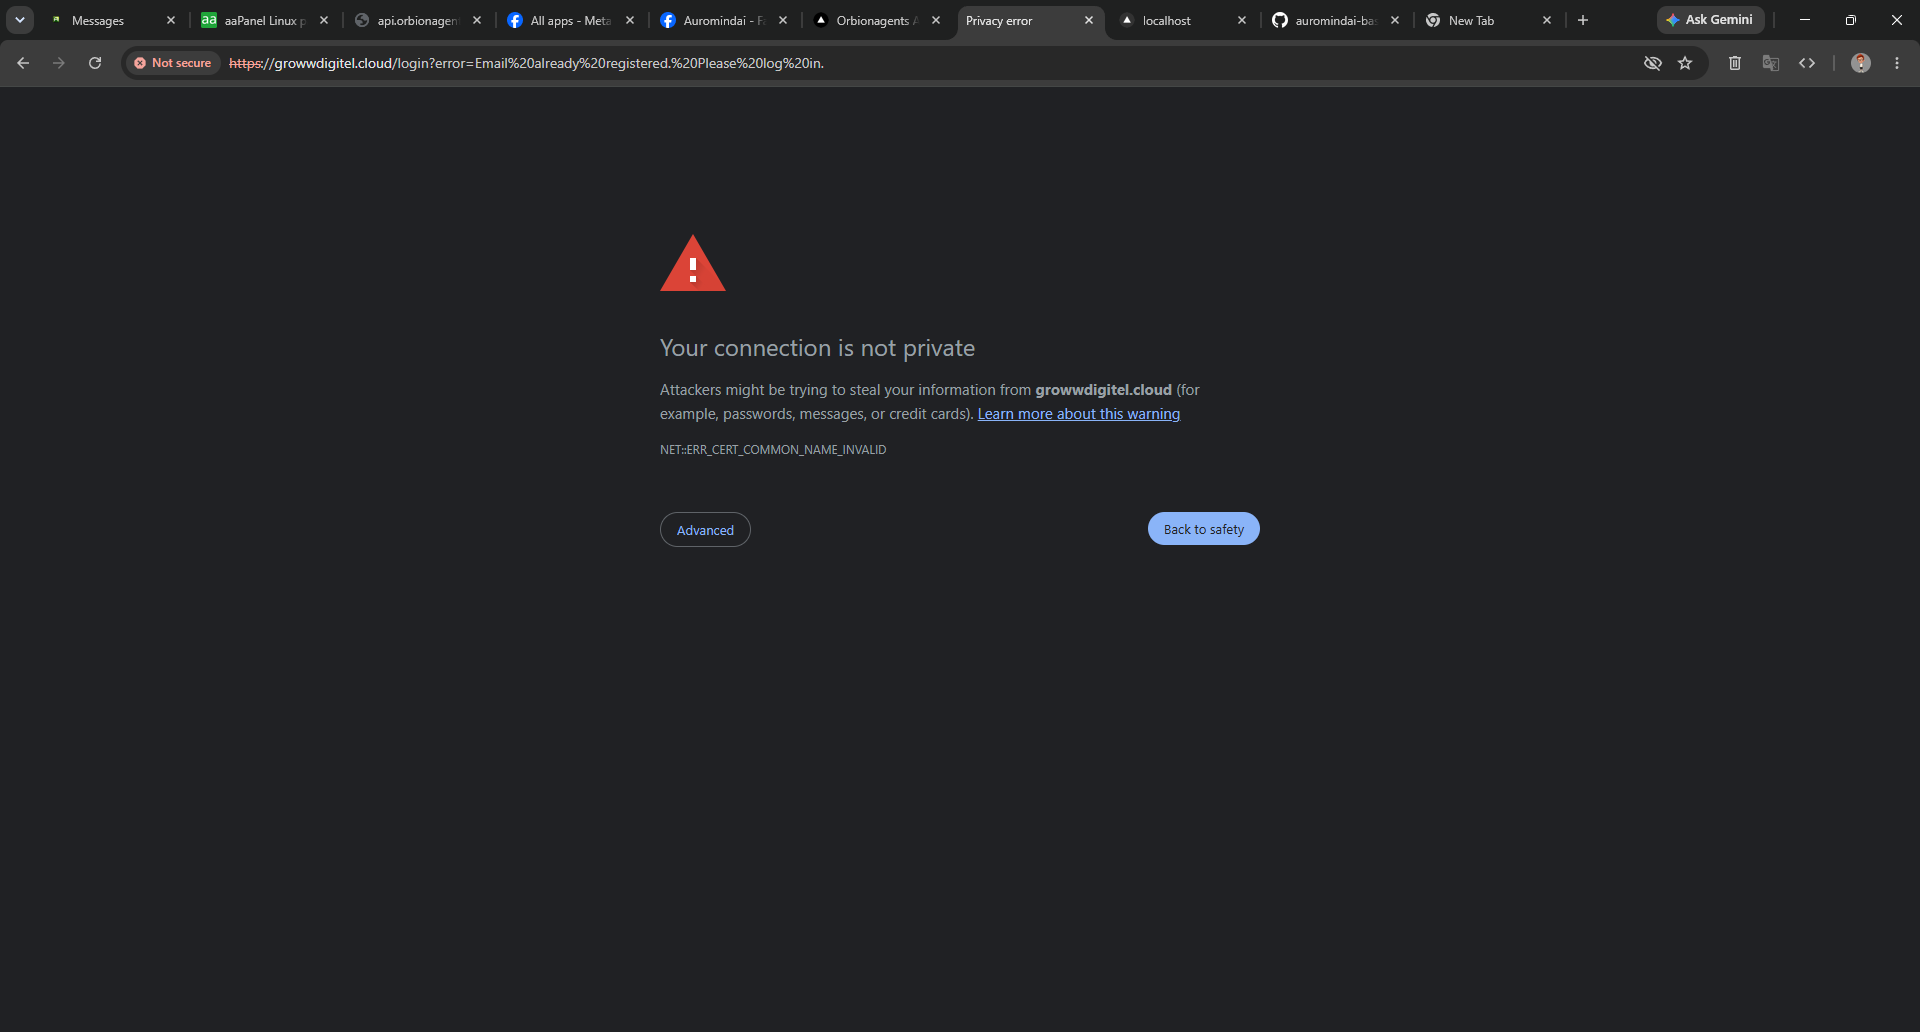 Messages
aaPanel Linux p
api.orbionagent
All apps - Meta
Auromindai - Fa
Orbionagents A
Privacy error
localhost
auromindai-bas
New Tab
Ask Gemini
Not secure
https://growwdigitel.cloud/login?error=Email%20already%20registered.%20Please%20log%20in.
Your connection is not private
Attackers might be trying to steal your information from growwdigitel.cloud (for
example, passwords, messages, or credit cards). Learn more about this warning
NET::ERR_CERT_COMMON_NAME_INVALID
Advanced
Back to safety